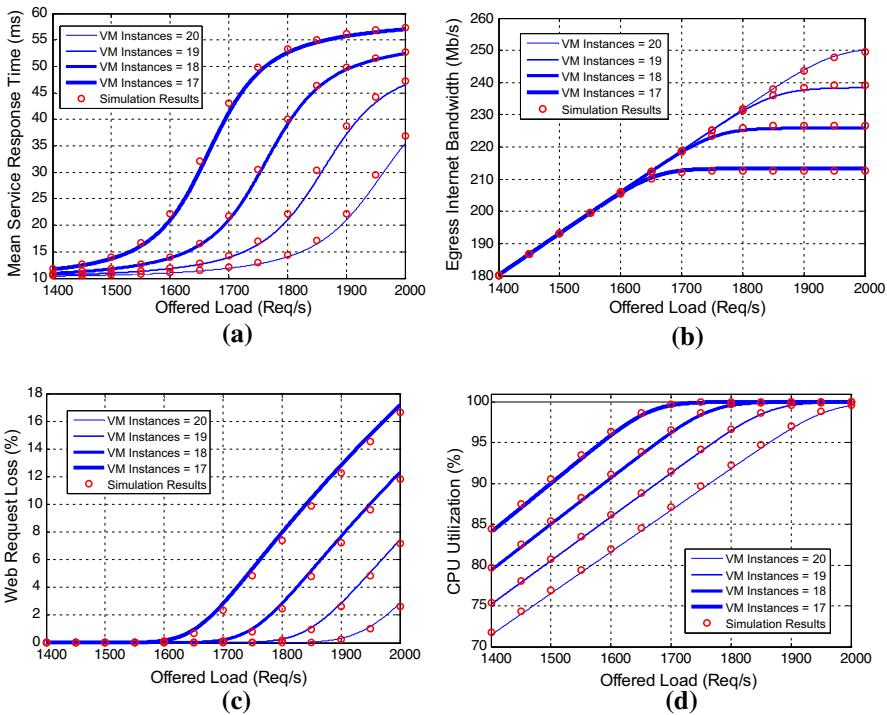 Mean Service Response Time (ms)
60
55
50
45
40
35
30
25
20
15
10
VM Instances = 20
VM Instances = 19
VM Instances = 18
VM Instances = 17
Simulation Results
1400 1500 1600 1700 1800 1900 2000
Offered Load (Req/s)
(a)
Egress Internet Bandwidth (Mb/s)
260
250
240
230
220
210
200
190
180
VM Instances = 20
VM Instances = 19
VM Instances = 18
VM Instances = 17
Simulation Results
1400 1500 1600 1700 1800 1900 2000
Offered Load (Req/s)
(b)
Web Request Loss (%)
18
16
14
12
10
8
6
4
2
0
VM Instances = 20
VM Instances = 19
VM Instances = 18
VM Instances = 17
Simulation Results
1400 1500 1600 1700 1800 1900 2000
Offered Load (Req/s)
(c)
CPU Utilization (%)
100
95
90
85
80
75
70
VM Instances = 20
VM Instances = 19
VM Instances = 18
VM Instances = 17
Simulation Results
1400 1500 1600 1700 1800 1900 2000
Offered Load (Req/s)
(d)